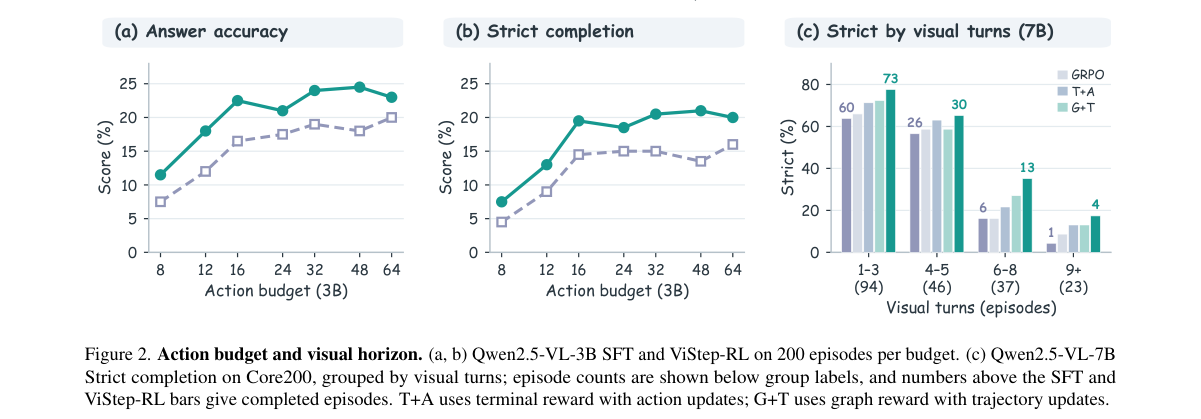 (a) Answer accuracy
25
20
15
10
5
0
Score (%)
8 12 16 24 32 48 64
Action budget (3B)
(b) Strict completion
25
20
15
10
5
0
Score (%)
8 12 16 24 32 48 64
Action budget (3B)
(c) Strict by visual turns (7B)
80
60
40
20
0
Strict (%)
60 73 26 30 6 13 1 4
GRPO
T+A
G+T
1–3 4–5 6–8 9+
(94) (46) (37) (23)
Visual turns (episodes)
Figure 2. Action budget and visual horizon. (a, b) Qwen2.5-VL-3B SFT and ViStep-RL on 200 episodes per budget. (c) Qwen2.5-VL-7B
Strict completion on Core200, grouped by visual turns; episode counts are shown below group labels, and numbers above the SFT and
ViStep-RL bars give completed episodes. T+A uses terminal reward with action updates; G+T uses graph reward with trajectory updates.